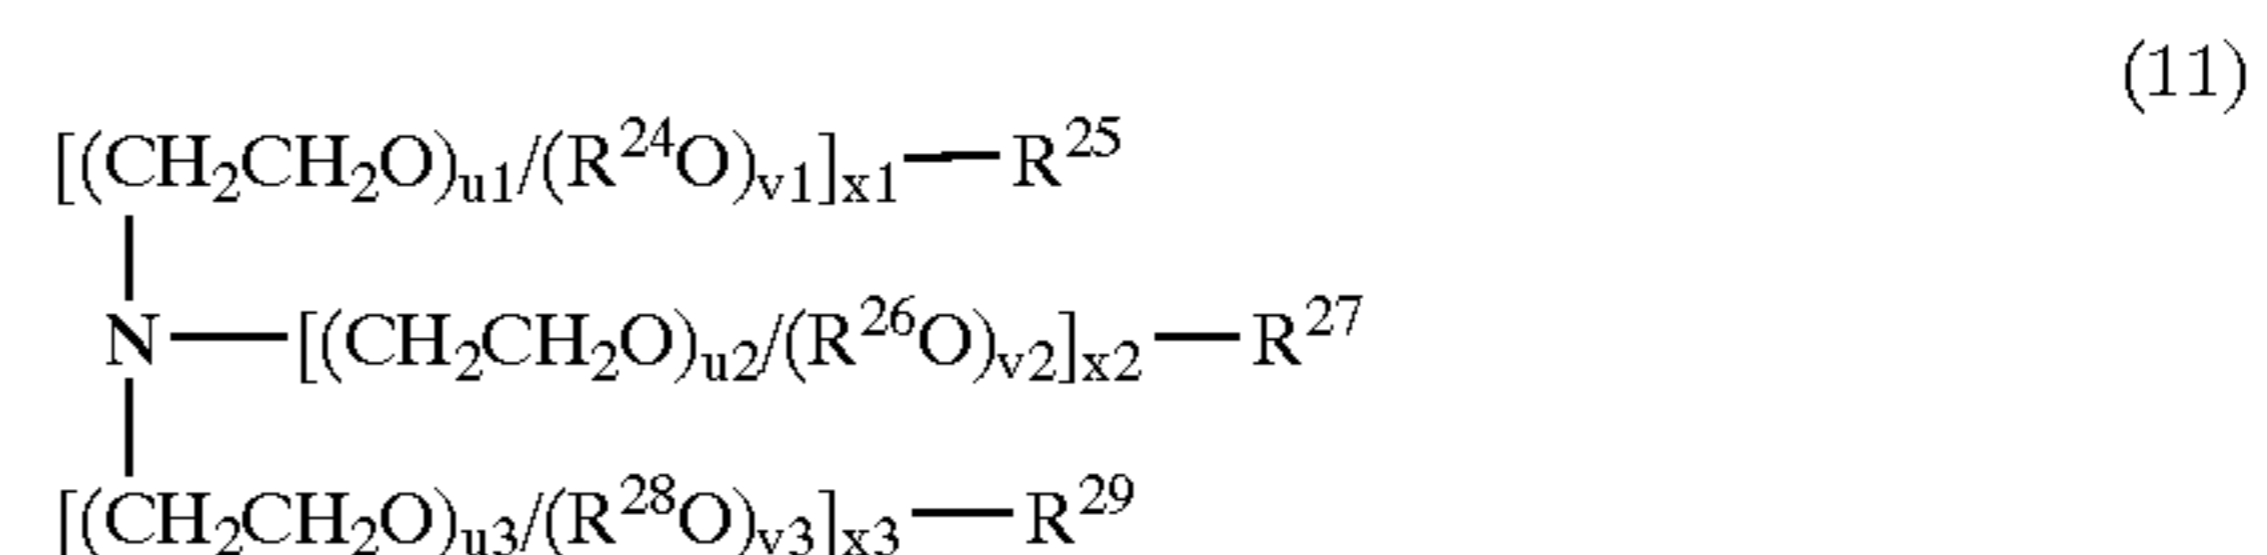 (11)
[(CH₂CH₂O)u1/(R²⁴O)v1]x1—R²⁵
N—[(CH₂CH₂O)u2/(R²⁶O)v2]x2—R²⁷
[(CH₂CH₂O)u3/(R²⁸O)v3]x3—R²⁹